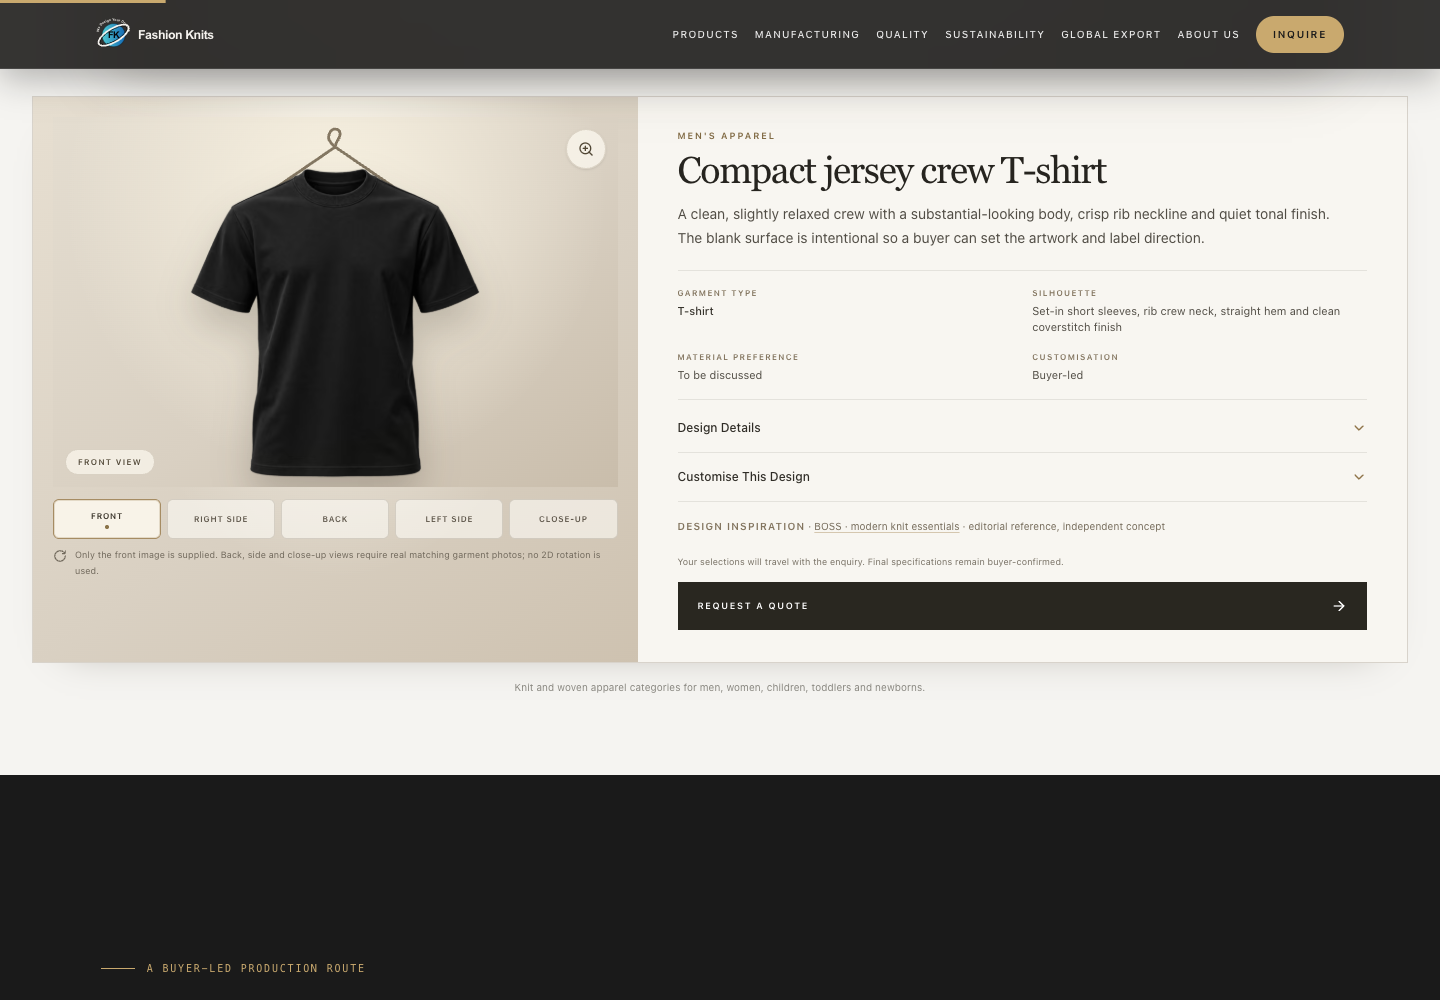 FK
Fashion Knits
PRODUCTS MANUFACTURING QUALITY SUSTAINABILITY GLOBAL EXPORT ABOUT US INQUIRE
FRONT VIEW
FRONT RIGHT SIDE BACK LEFT SIDE CLOSE-UP
Only the front image is supplied. Back, side and close-up views require real matching garment photos; no 2D rotation is
used.
MEN'S APPAREL
Compact jersey crew T-shirt
A clean, slightly relaxed crew with a substantial-looking body, crisp rib neckline and quiet tonal finish.
The blank surface is intentional so a buyer can set the artwork and label direction.
GARMENT TYPE
T-shirt
SILHOUETTE
Set-in short sleeves, rib crew neck, straight hem and clean
coverstitch finish
MATERIAL PREFERENCE
To be discussed
CUSTOMISATION
Buyer-led
Design Details
Customise This Design
DESIGN INSPIRATION · BOSS · modern knit essentials · editorial reference, independent concept
Your selections will travel with the enquiry. Final specifications remain buyer-confirmed.
REQUEST A QUOTE
Knit and woven apparel categories for men, women, children, toddlers and newborns.
A BUYER-LED PRODUCTION ROUTE